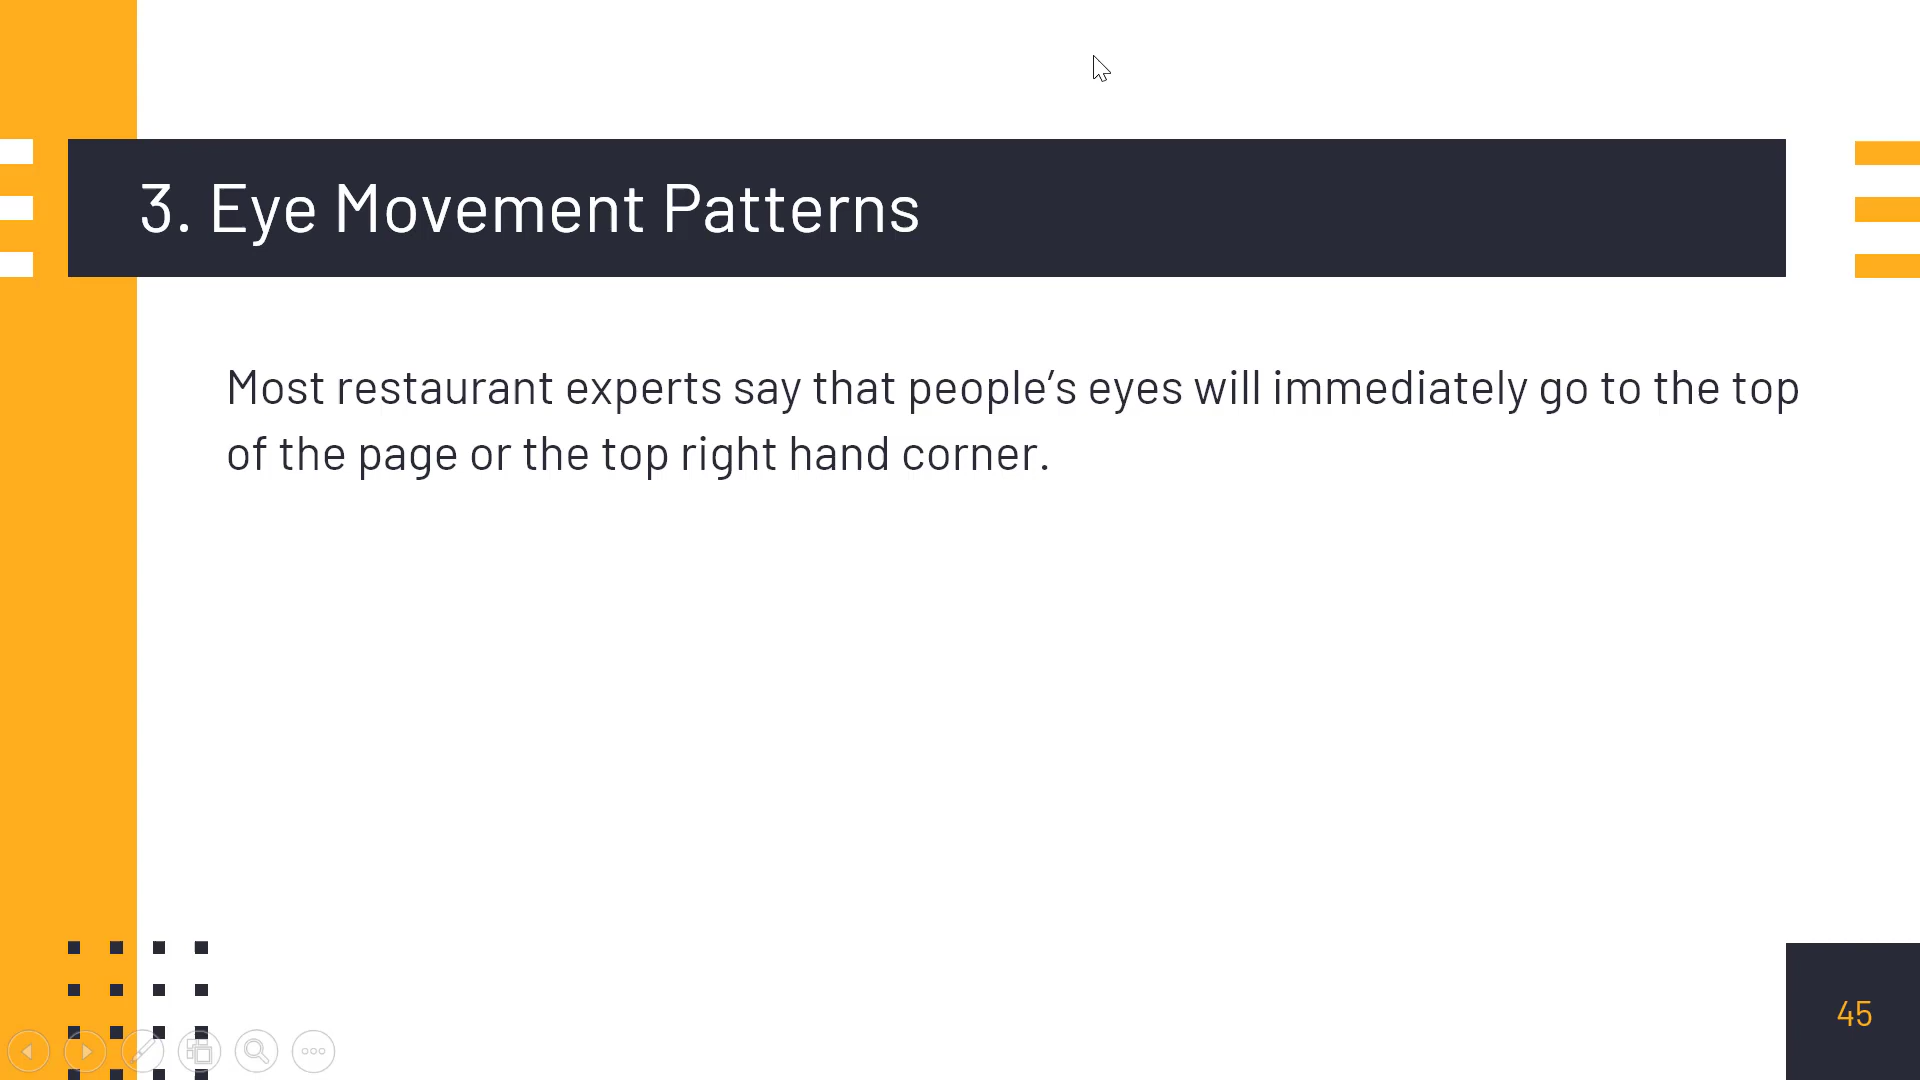 3. Eye Movement Patterns
Most restaurant experts say that people’s eyes will immediately go to the top
of the page or the top right hand corner.
45